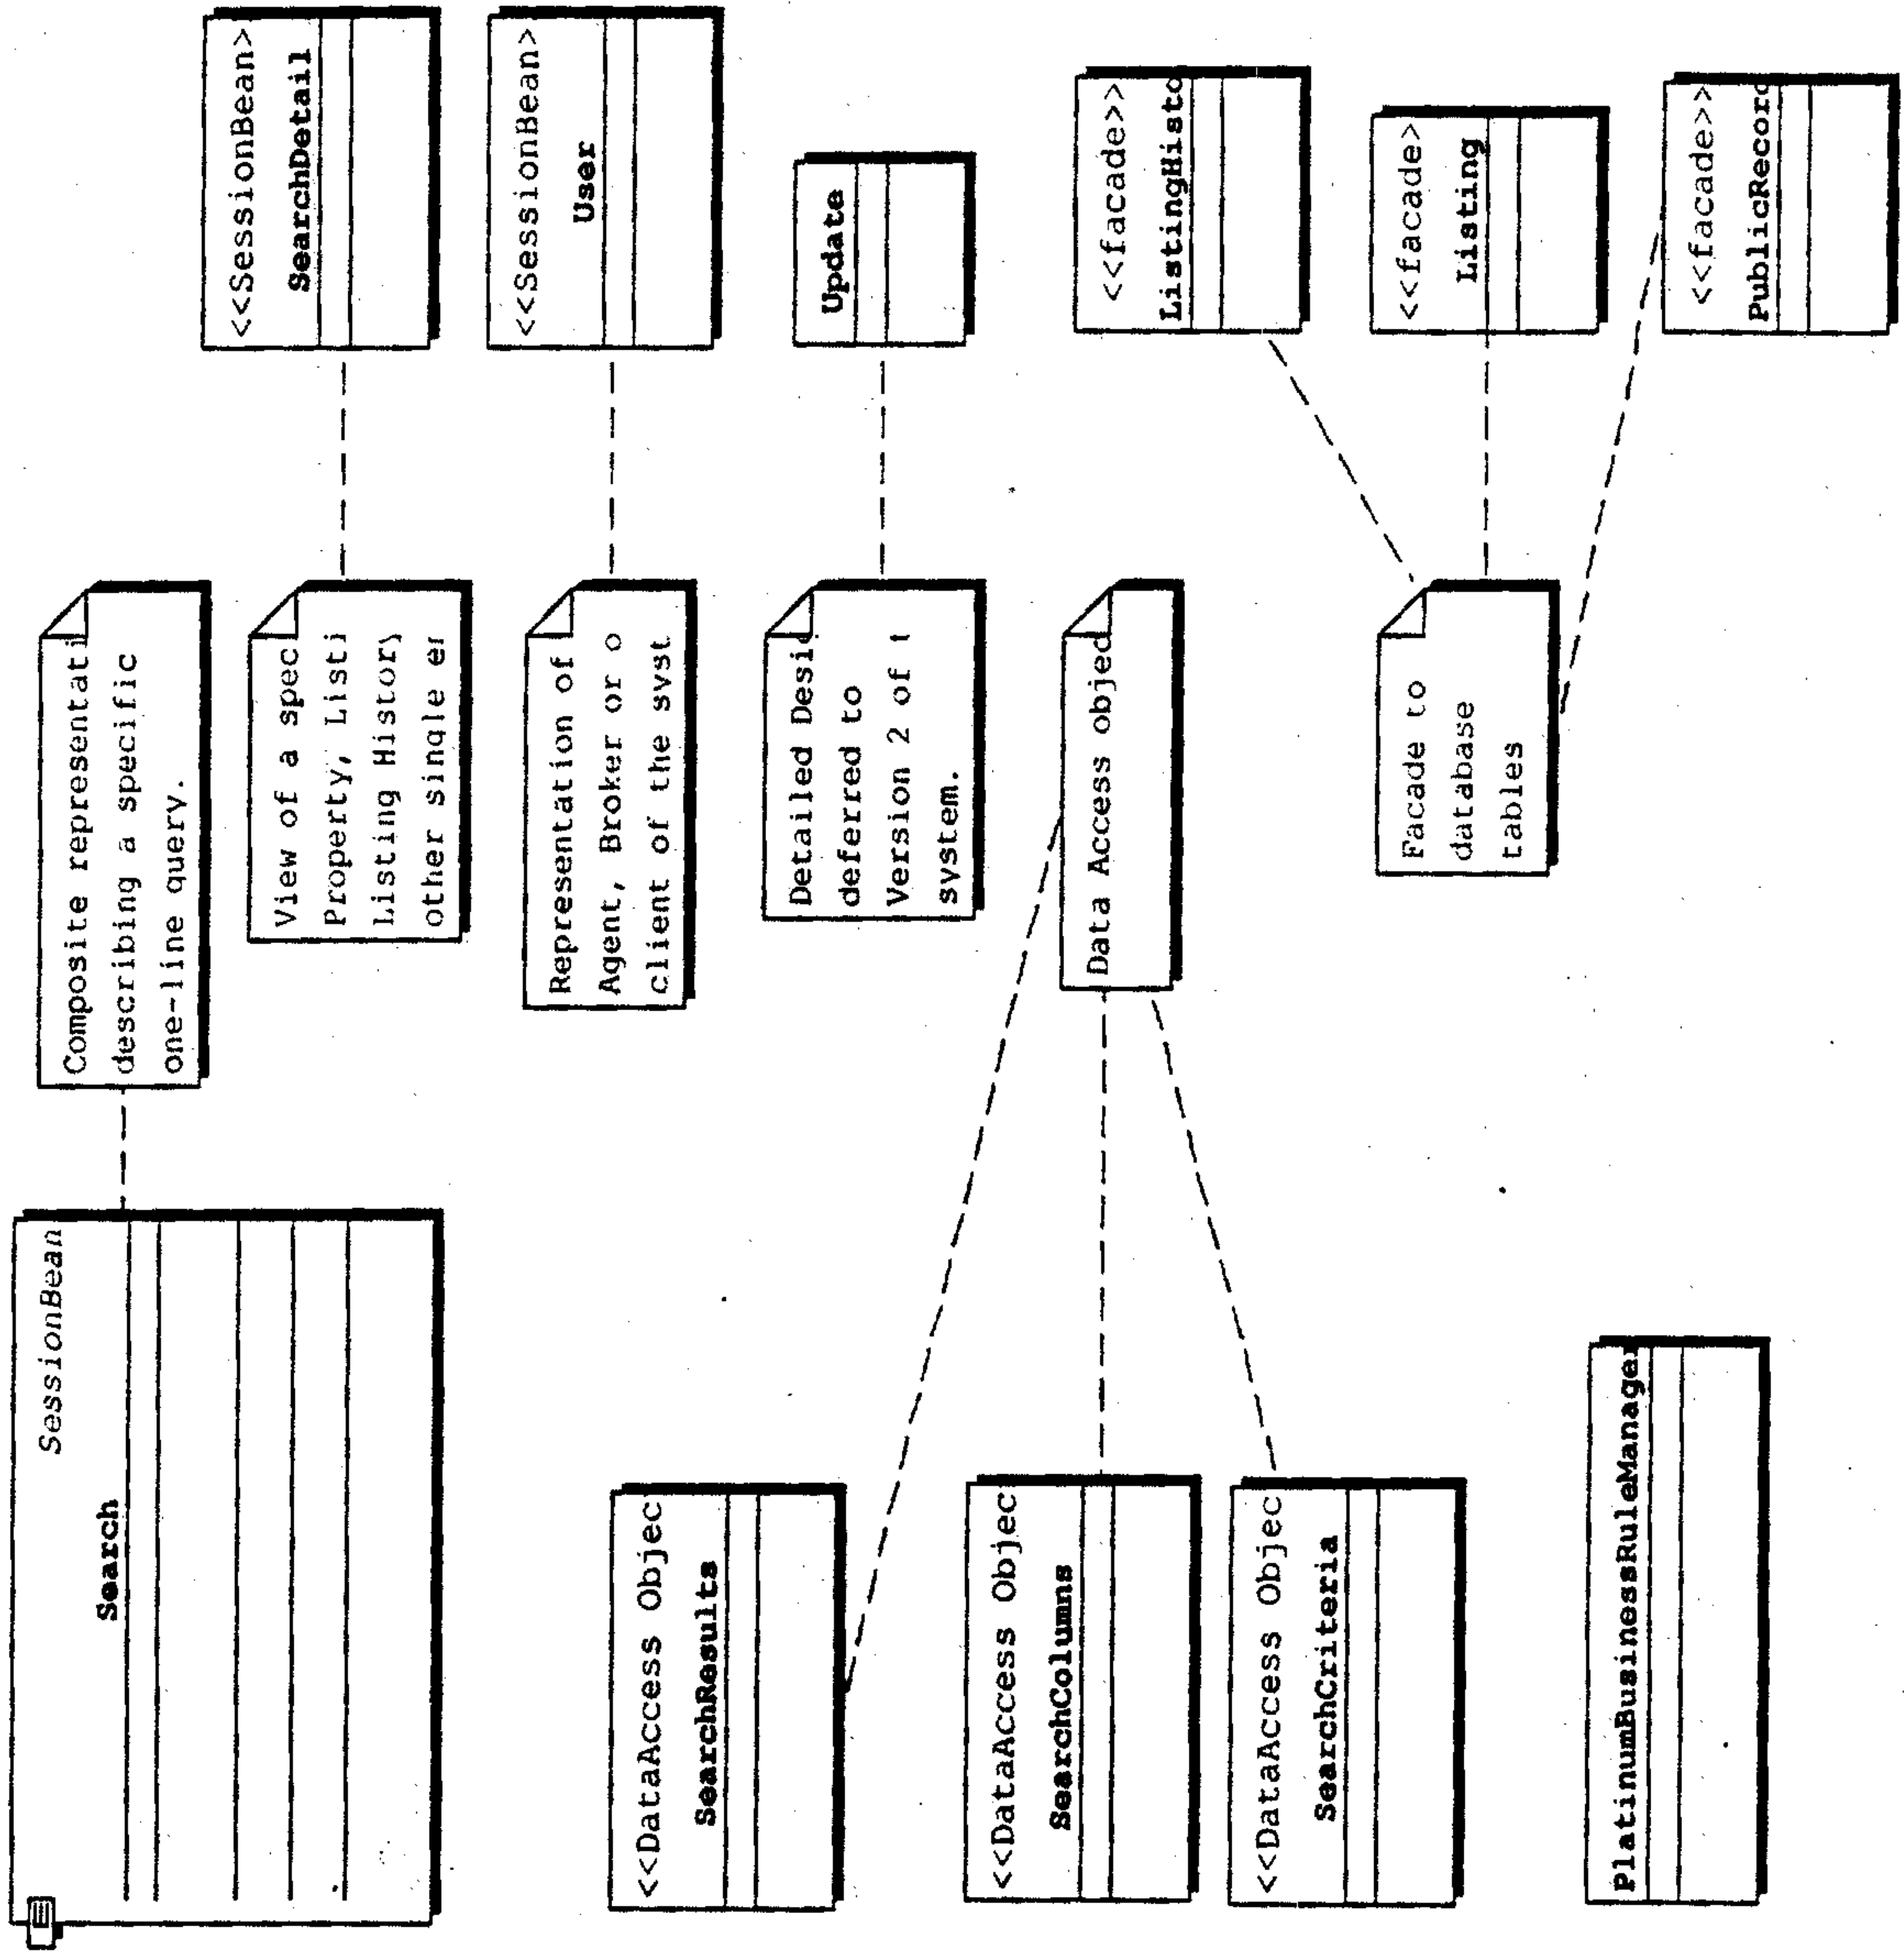 SessionBean
Search
Composite representati
describing a specific
one-line query.
<<SessionBean>
SearchDetail
View of a spec
Property, Listi
Listing History
other single
<<SessionBean>
User
Representation of
Agent, Broker or o
client of the syst
Update
Detailed Desig
deferred to
Version 2 of t
system.
<<DataAccess Objec
SearchResults
<<DataAccess Objec
SearchColumns
<<DataAccess Objec
SearchCriteria
Data Access objec
<<facade>>
ListingHisto
<<facade>
Listing
<<facade>>
PublicRecord
Facade to
database
tables
PlatinumBusinessRuleManager